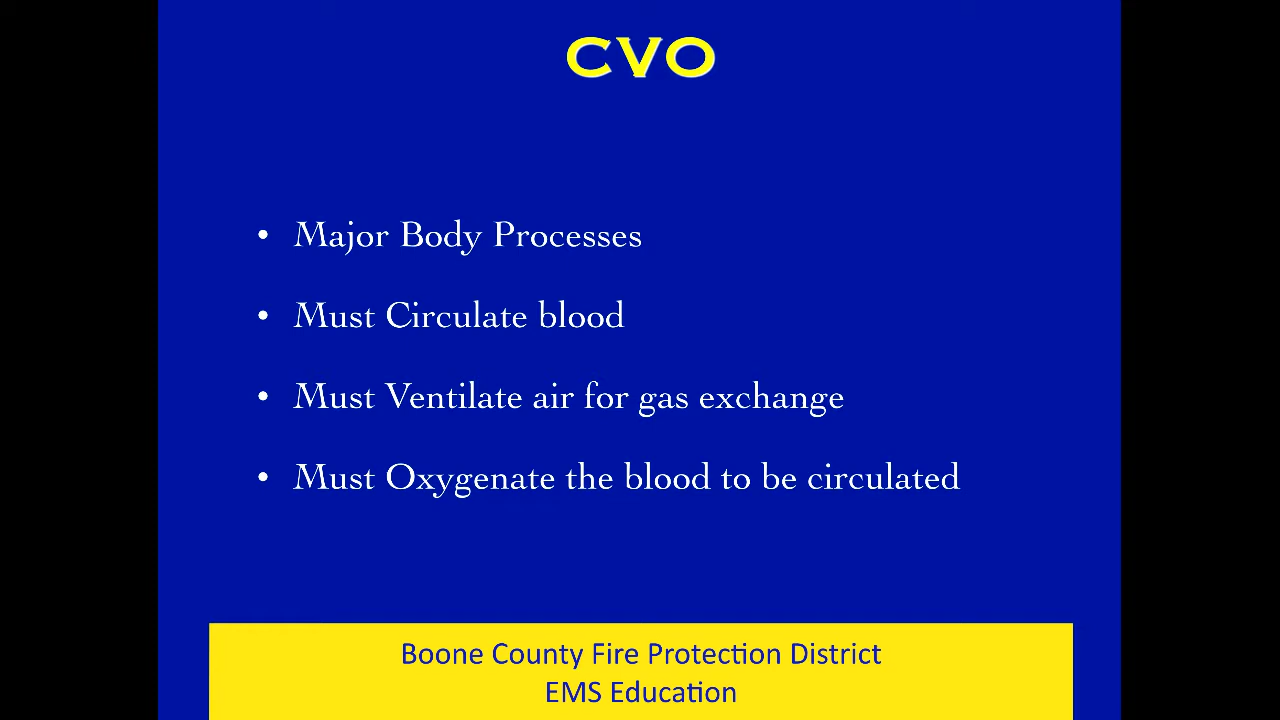 CVO
• Major Body Processes
• Must Circulate blood
• Must Ventilate air for gas exchange
• Must Oxygenate the blood to be circulated
Boone County Fire Protection District
EMS Education